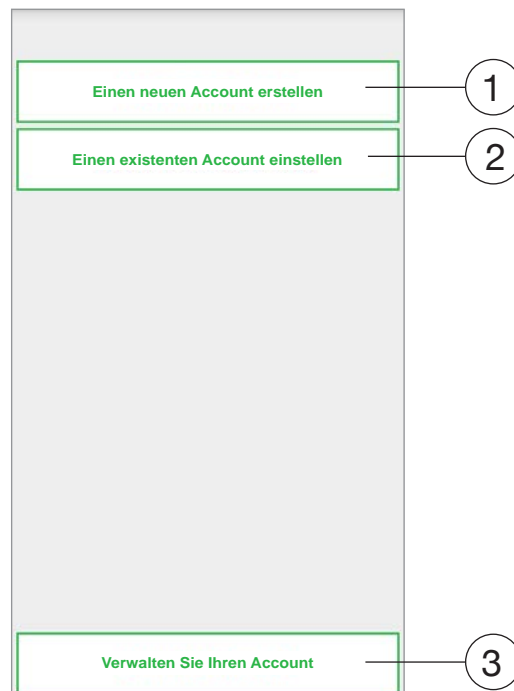 Einen neuen Account erstellen
1
Einen existenten Account einstellen
2
Verwalten Sie Ihren Account
3